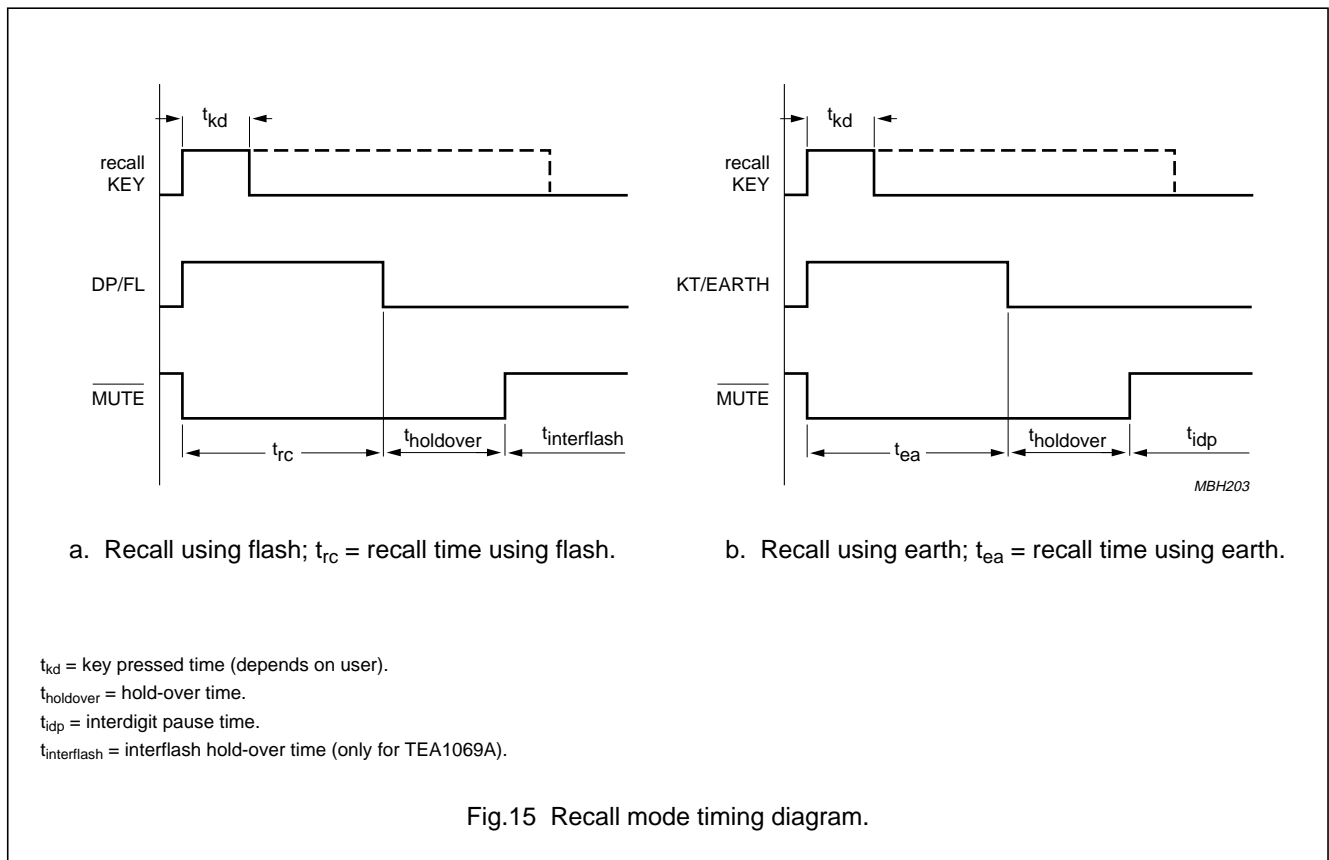 t_kd
recall KEY
DP/FL
MUTE
t_rc
t_holdover
t_interflash
t_kd
recall KEY
KT/EARTH
MUTE
t_ea
t_holdover
t_idp
MBH203
a. Recall using flash; t_rc = recall time using flash.
b. Recall using earth; t_ea = recall time using earth.
t_kd = key pressed time (depends on user).
t_holdover = hold-over time.
t_idp = interdigit pause time.
t_interflash = interflash hold-over time (only for TEA1069A).
Fig.15 Recall mode timing diagram.